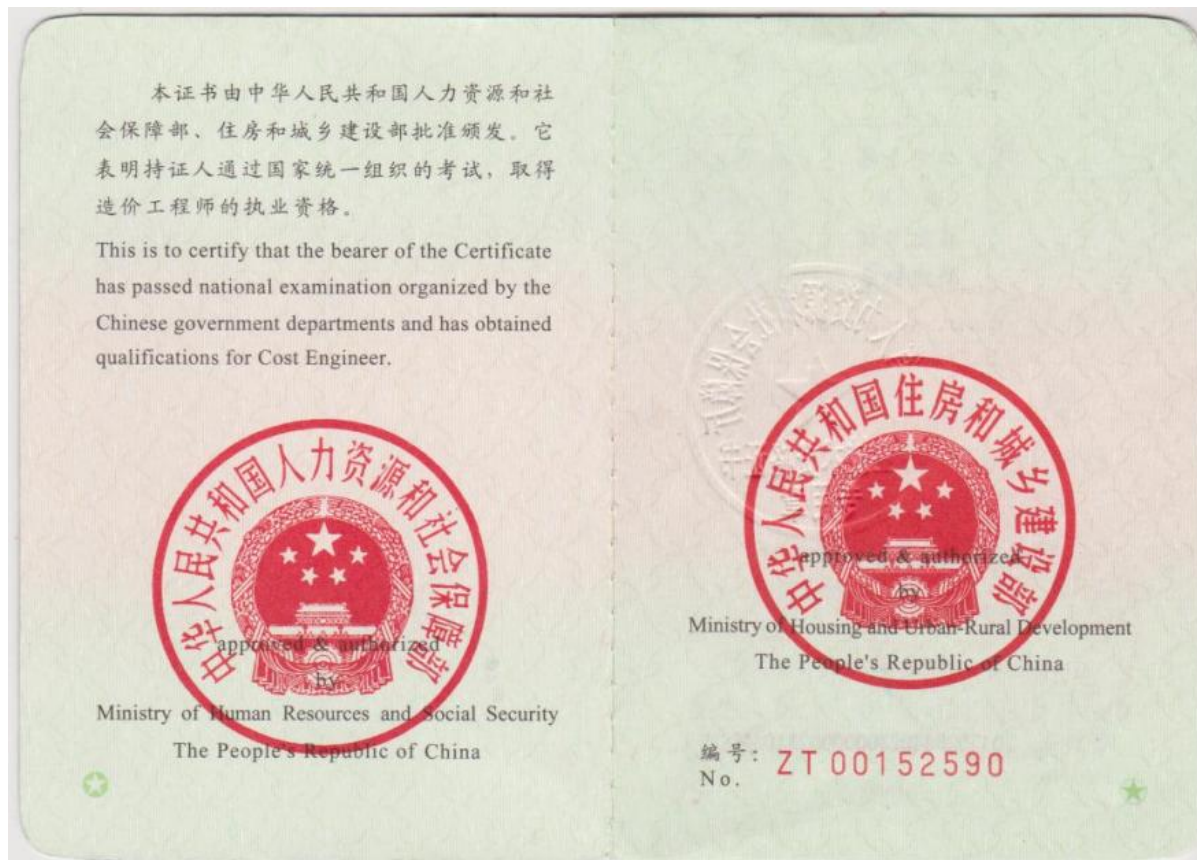 本证书由中华人民共和国人力资源和社
会保障部、住房和城乡建设部批准颁发。它
表明持证人通过国家统一组织的考试，取得
造价工程师的执业资格。
This is to certify that the bearer of the Certificate
has passed national examination organized by the
Chinese government departments and has obtained
qualifications for Cost Engineer.
中华人民共和国人力资源和社会保障部
approved & authorized
by
Ministry of Human Resources and Social Security
The People's Republic of China
中华人民共和国住房和城乡建设部
approved & authorized
by
Ministry of Housing and Urban-Rural Development
The People's Republic of China
编号：
No.
ZT00152590